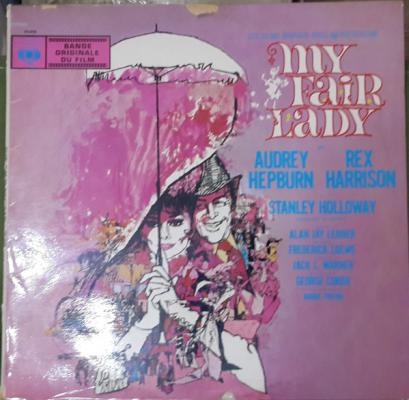 BANDE
ORIGINALE
DU FILM
MY
FAIR
LADY
AUDREY REX
HEPBURN HARRISON
STANLEY HOLLOWAY
ALAN JAY LERNER
FREDERICK LOEWE
JACK L. WARNER
GEORGE CUKOR